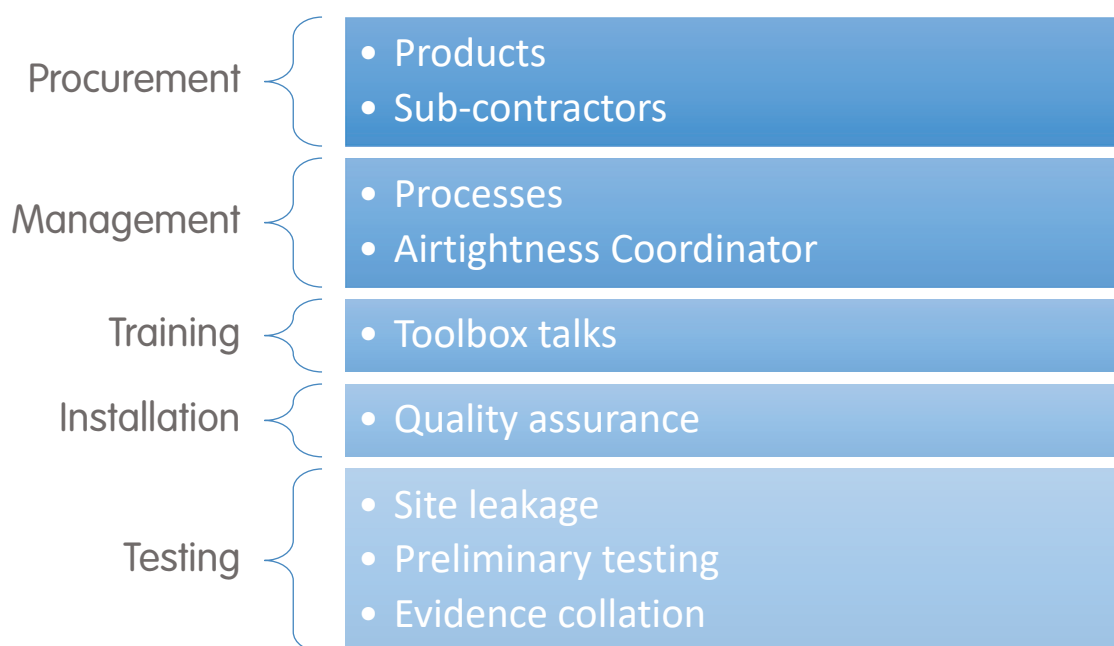 Procurement
• Products
• Sub-contractors
Management
• Processes
• Airtightness Coordinator
Training
• Toolbox talks
Installation
• Quality assurance
Testing
• Site leakage
• Preliminary testing
• Evidence collation